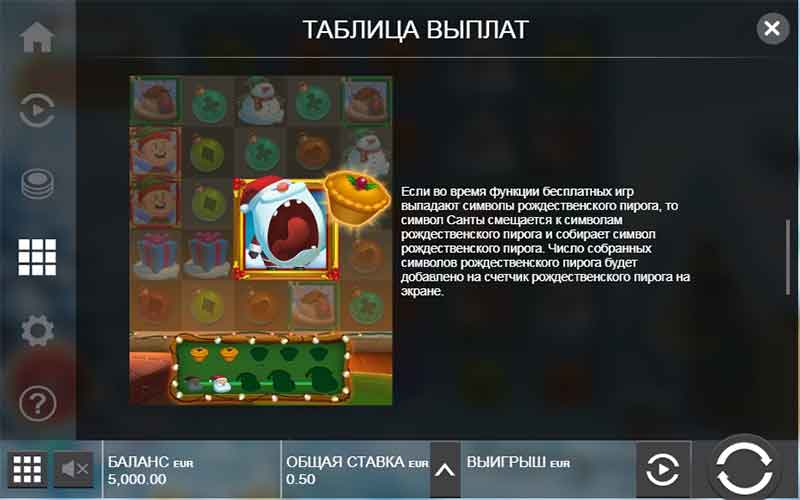 ТАБЛИЦА ВЫПЛАТ
Если во время функции бесплатных игр
выпадают символы рождественского пирога, то
символ Санты смещается к символам
рождественского пирога и собирает символ
рождественского пирога. Число собранных
символов рождественского пирога будет
добавлено на счетчик рождественского пирога на
экране.
БАЛАНС EUR
5,000.00
ОБЩАЯ СТАВКА EUR
0.50
ВЫИГРЫШ EUR